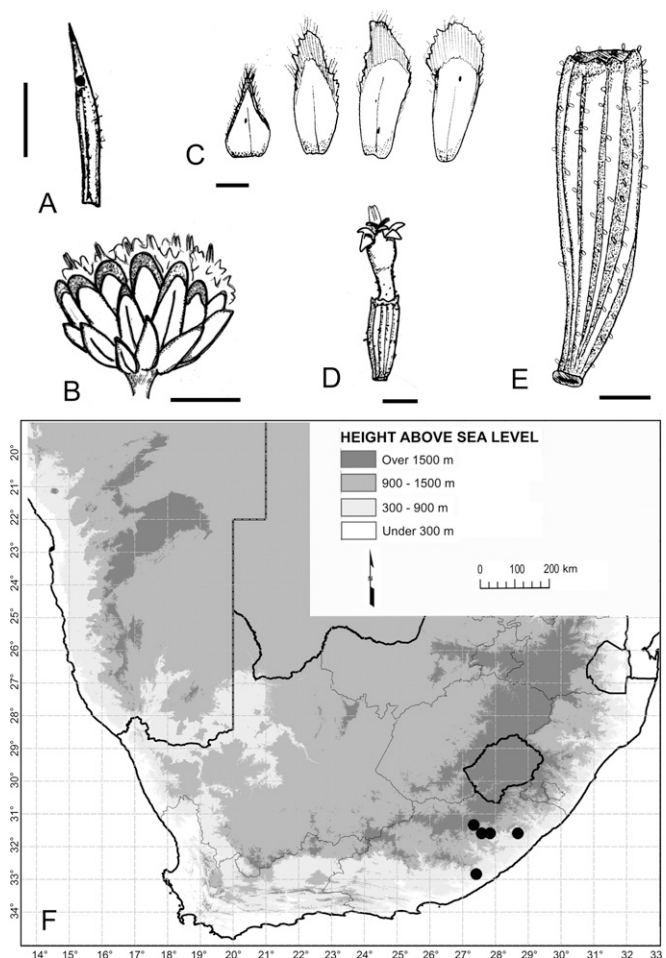 A
B
C
D
E
HEIGHT ABOVE SEA LEVEL
Over 1500 m
900 - 1500 m
300 - 900 m
Under 300 m
N
0 100 200 km
19°
20°
21°
22°
23°
24°
25°
26°
27°
28°
29°
30°
31°
32°
33°
34°
F
14° 15° 16° 17° 18° 19° 20° 21° 22° 23° 24° 25° 26° 27° 28° 29° 30° 31° 32° 33